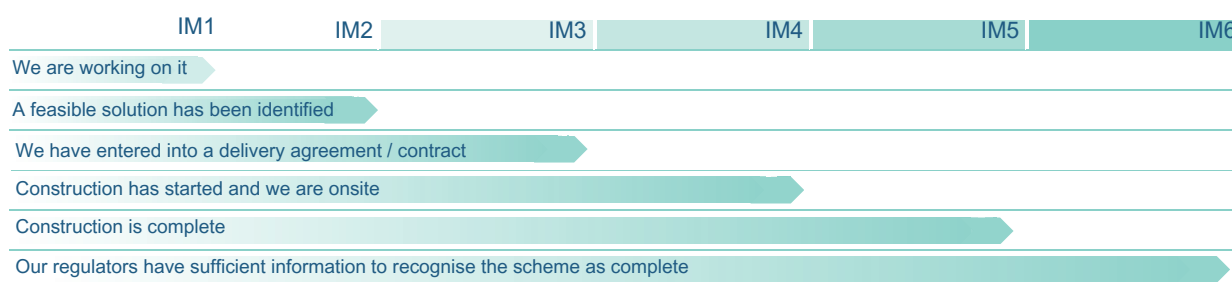 IM1 IM2 IM3 IM4 IM5 IM6
We are working on it
A feasible solution has been identified
We have entered into a delivery agreement / contract
Construction has started and we are onsite
Construction is complete
Our regulators have sufficient information to recognise the scheme as complete